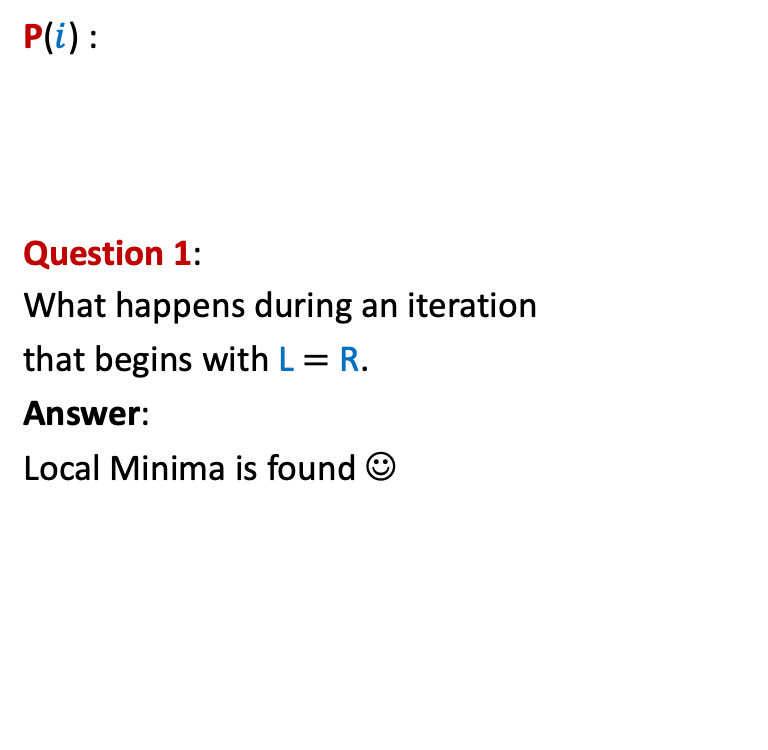 P(i) :
Question 1:
What happens during an iteration
that begins with L = R.
Answer:
Local Minima is found ☺